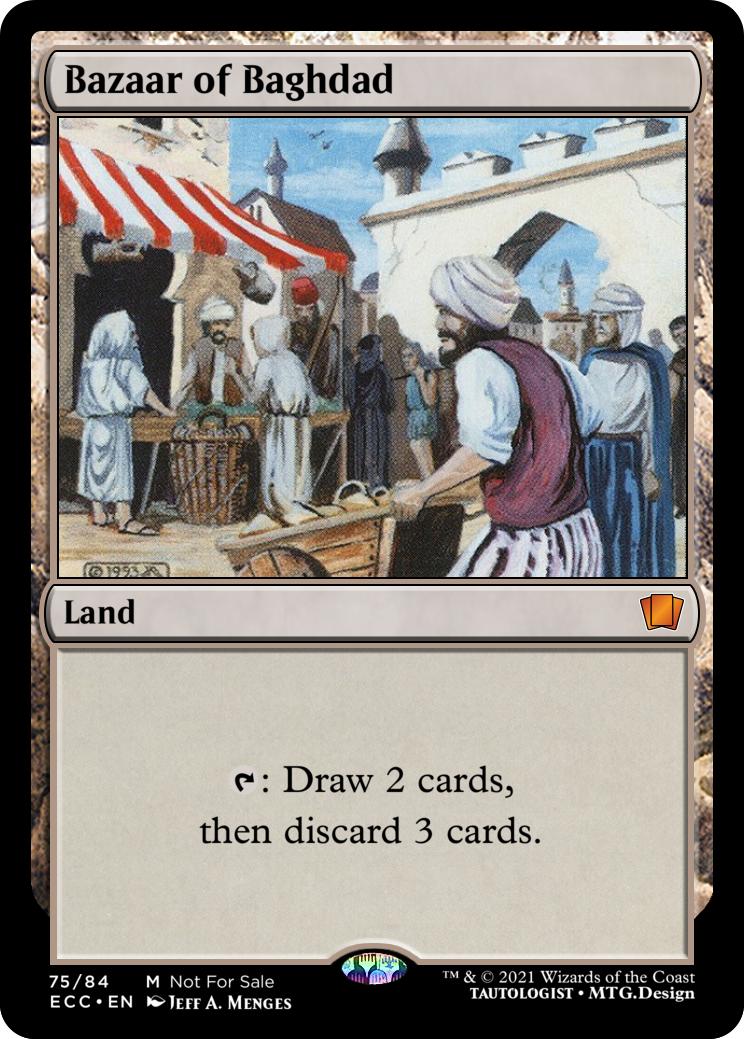 Bazaar of Baghdad
©1993
Land
: Draw 2 cards,
then discard 3 cards.
75/84 M Not For Sale
ECC • EN Jeff A. Menges
™ & © 2021 Wizards of the Coast
TAUTOLOGIST • MTG.Design